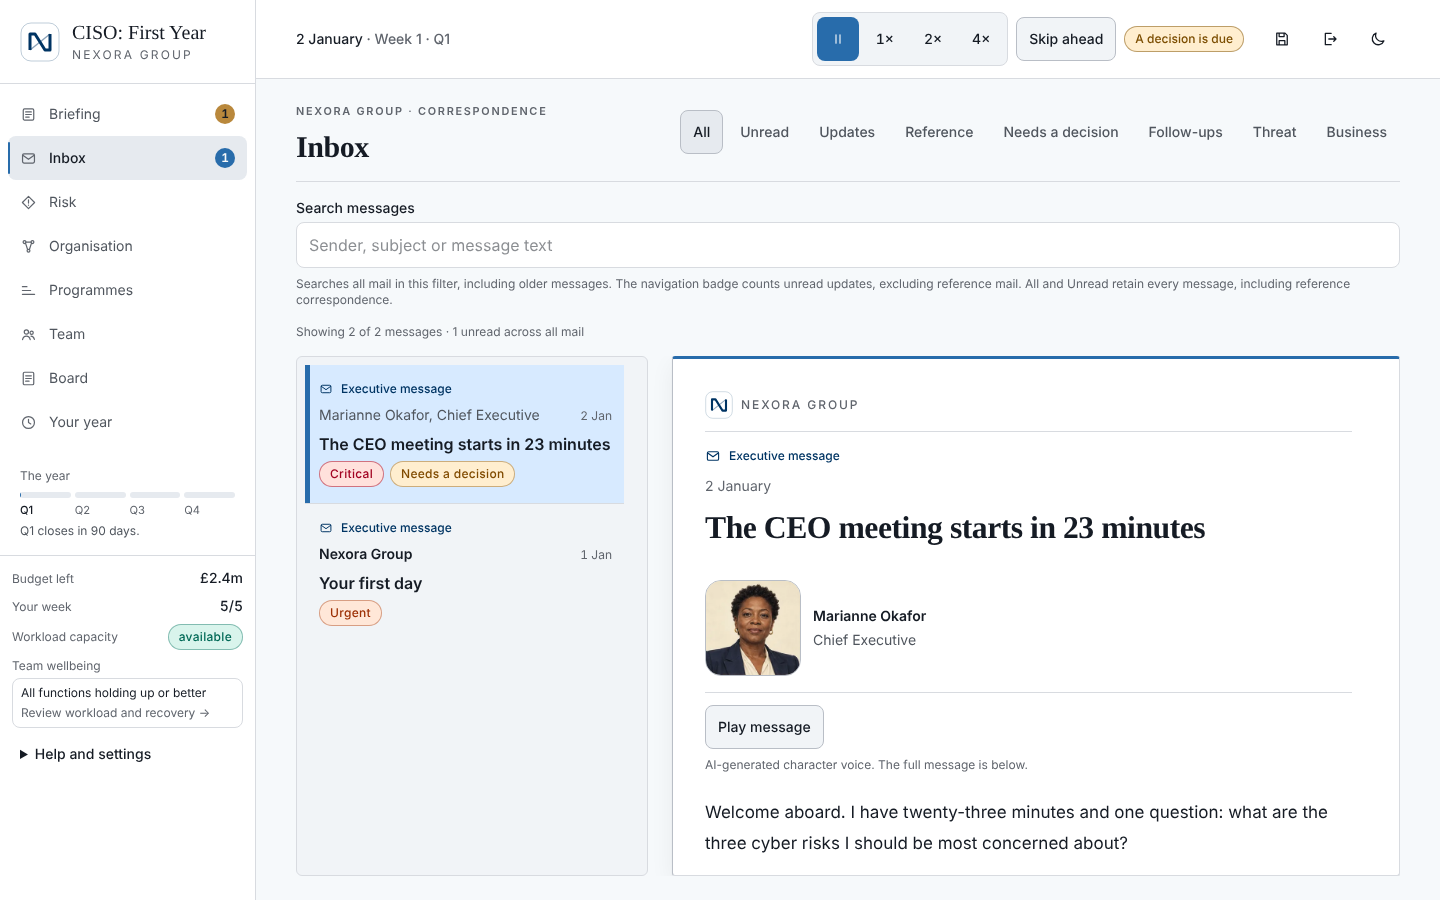 CISO: First Year
NEXORA GROUP
Briefing 1
Inbox 1
Risk
Organisation
Programmes
Team
Board
Your year
The year
Q1 Q2 Q3 Q4
Q1 closes in 90 days.
Budget left £2.4m
Your week 5/5
Workload capacity available
Team wellbeing
All functions holding up or better
Review workload and recovery →
▶ Help and settings
2 January · Week 1 · Q1
1× 2× 4× Skip ahead A decision is due
NEXORA GROUP · CORRESPONDENCE
Inbox
All Unread Updates Reference Needs a decision Follow-ups Threat Business
Search messages
Sender, subject or message text
Searches all mail in this filter, including older messages. The navigation badge counts unread updates, excluding reference mail. All and Unread retain every message, including reference
correspondence.
Showing 2 of 2 messages · 1 unread across all mail
Executive message
Marianne Okafor, Chief Executive 2 Jan
The CEO meeting starts in 23 minutes
Critical Needs a decision
Executive message
Nexora Group 1 Jan
Your first day
Urgent
NEXORA GROUP
Executive message
2 January
The CEO meeting starts in 23 minutes
Marianne Okafor
Chief Executive
Play message
AI-generated character voice. The full message is below.
Welcome aboard. I have twenty-three minutes and one question: what are the
three cyber risks I should be most concerned about?